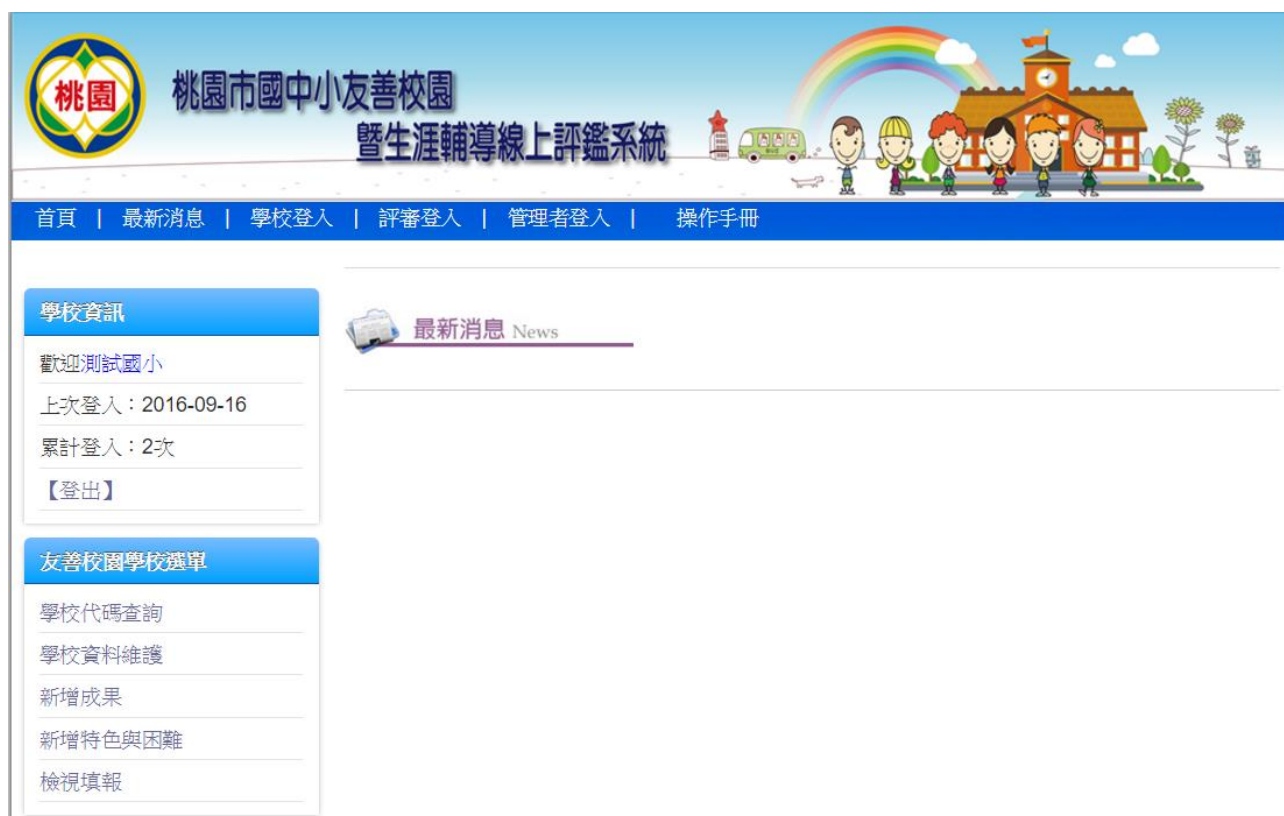 桃園
桃園市國中小友善校園
暨生涯輔導線上評鑑系統
首頁 | 最新消息 | 學校登入 | 評審登入 | 管理者登入 | 操作手冊
學校資訊
歡迎測試國小
上次登入：2016-09-16
累計登入：2次
【登出】
最新消息 News
友善校園學校選單
學校代碼查詢
學校資料維護
新增成果
新增特色與困難
檢視填報